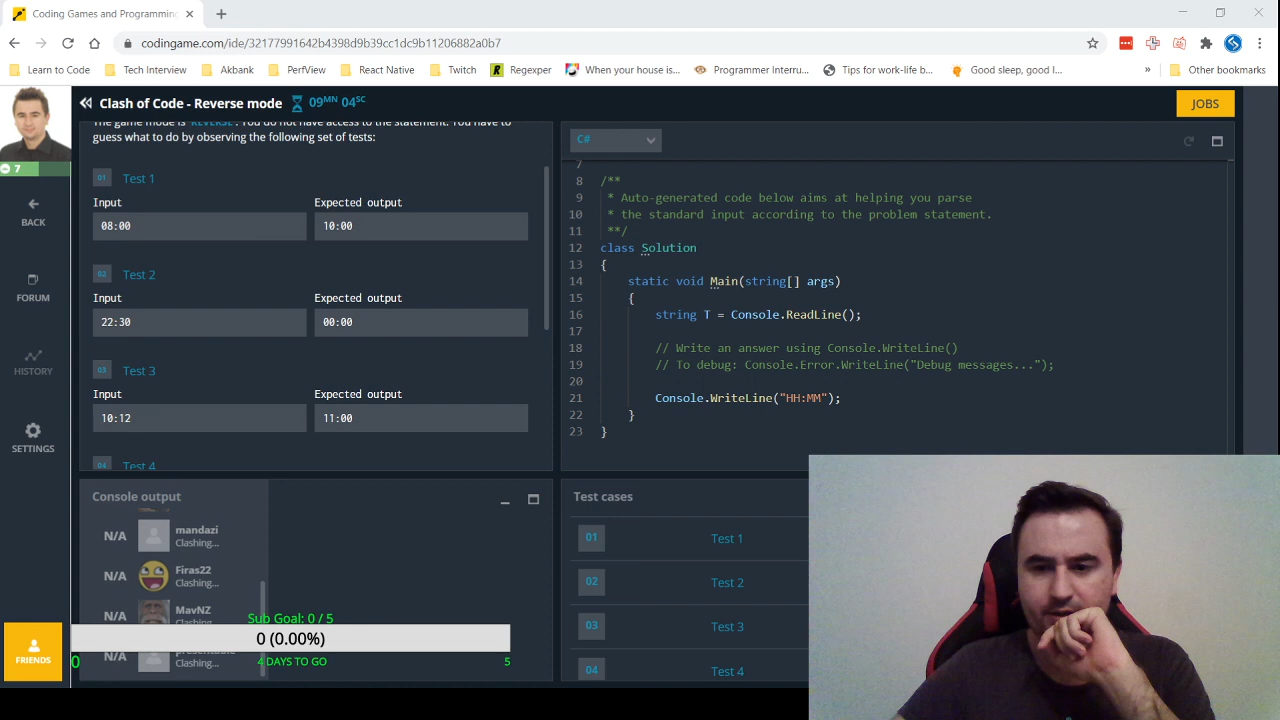 Coding Games and Programming
codingame.com/ide/32177991642b4398d9b39cc1dc9b11206882a0b7
Learn to Code
Tech Interview
Akbank
PerfView
React Native
Twitch
R
Regexper
When your house is...
Programmer Interru...
Tips for work-life b...
Good sleep, good l...
»
Other bookmarks
Clash of Code - Reverse mode
09MN 04SC
JOBS
7
BACK
FORUM
HISTORY
SETTINGS
FRIENDS
The game mode is REVERSE: You do not have access to the statement. You have to
guess what to do by observing the following set of tests:
01 Test 1
Input Expected output
08:00 10:00
02 Test 2
Input Expected output
22:30 00:00
03 Test 3
Input Expected output
10:12 11:00
04 Test 4
C#
7
8 /**
9 * Auto-generated code below aims at helping you parse
10 * the standard input according to the problem statement.
11 **/
12 class Solution
13 {
14 static void Main(string[] args)
15 {
16 string T = Console.ReadLine();
17
18 // Write an answer using Console.WriteLine()
19 // To debug: Console.Error.WriteLine("Debug messages...");
20
21 Console.WriteLine("HH:MM");
22 }
23 }
Console output
N/A mandazi
Clashing...
N/A Firas22
Clashing...
N/A MavNZ
Clashing...
N/A
Clashing...
Sub Goal: 0 / 5
0 (0.00%)
0 4 DAYS TO GO 5
Test cases
01 Test 1
02 Test 2
03 Test 3
04 Test 4